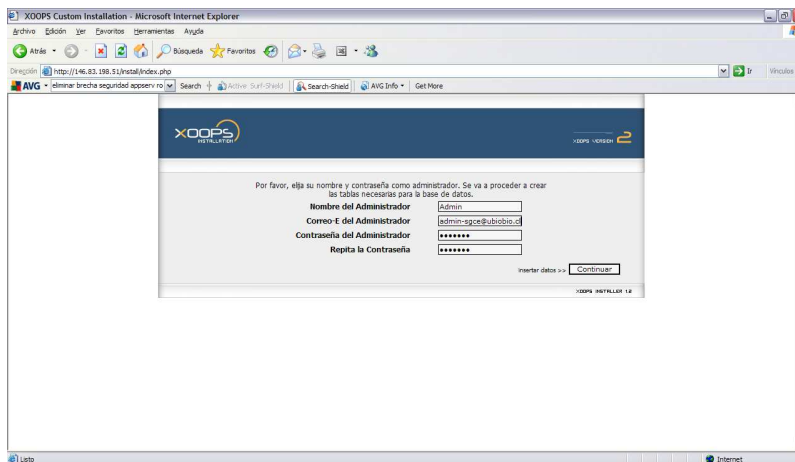 XOOPS Custom Installation - Microsoft Internet Explorer
Archivo Edición Ver Favoritos Herramientas Ayuda
Atrás Búsqueda Favoritos
Dirección http://146.83.198.51/install/index.php Ir Vínculos
AVG eliminar brecha seguridad appserv ro Search Active Surf-Shield Search-Shield AVG Info Get More
XOOPS
INSTALLATION
XOOPS VERSION 2
Por favor, elija su nombre y contraseña como administrador. Se va a proceder a crear
las tablas necesarias para la base de datos.
Nombre del Administrador Admin
Correo-E del Administrador admin-sgce@ubiobio.cl
Contraseña del Administrador •••••••
Repita la Contraseña •••••••
Insertar datos >> Continuar
XOOPS INSTALLER 1.2
Listo Internet